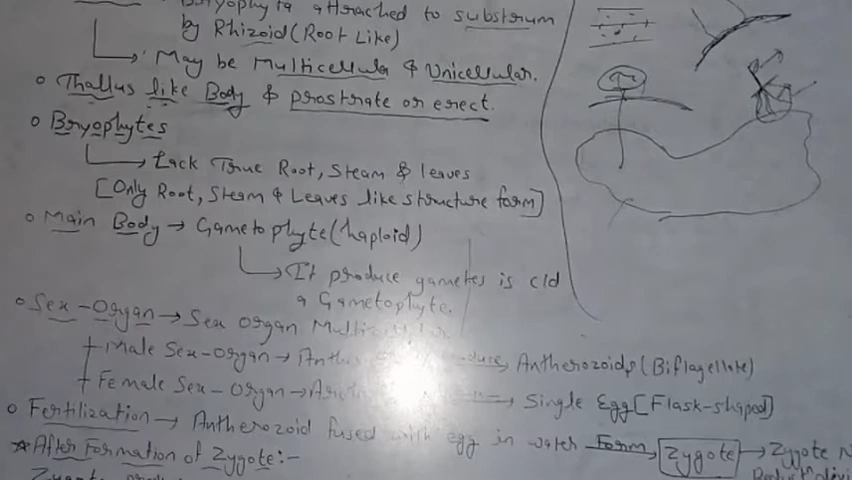 Bryophyta attached to substrum
by Rhizoid (Root Like)
May be Multicellular & Unicellular.
Thallus like Body & prostrate or erect.
Bryophytes
Lack True Root, Steam & leaves
[Only Root, Steam & Leaves like structure form]
Main Body → Gametophyte (haploid)
It produce gametes is c/d
a Gametophyte.
Sex-Organ → Sex organ
Male Sex-Organ → Antherozoids (Biflagellate)
Female Sex-Organ → Single Egg [Flask-shaped]
Fertilization → Antherozoid fused with egg in water Form, Zygote → Zygote
*After Formation of Zygote:-